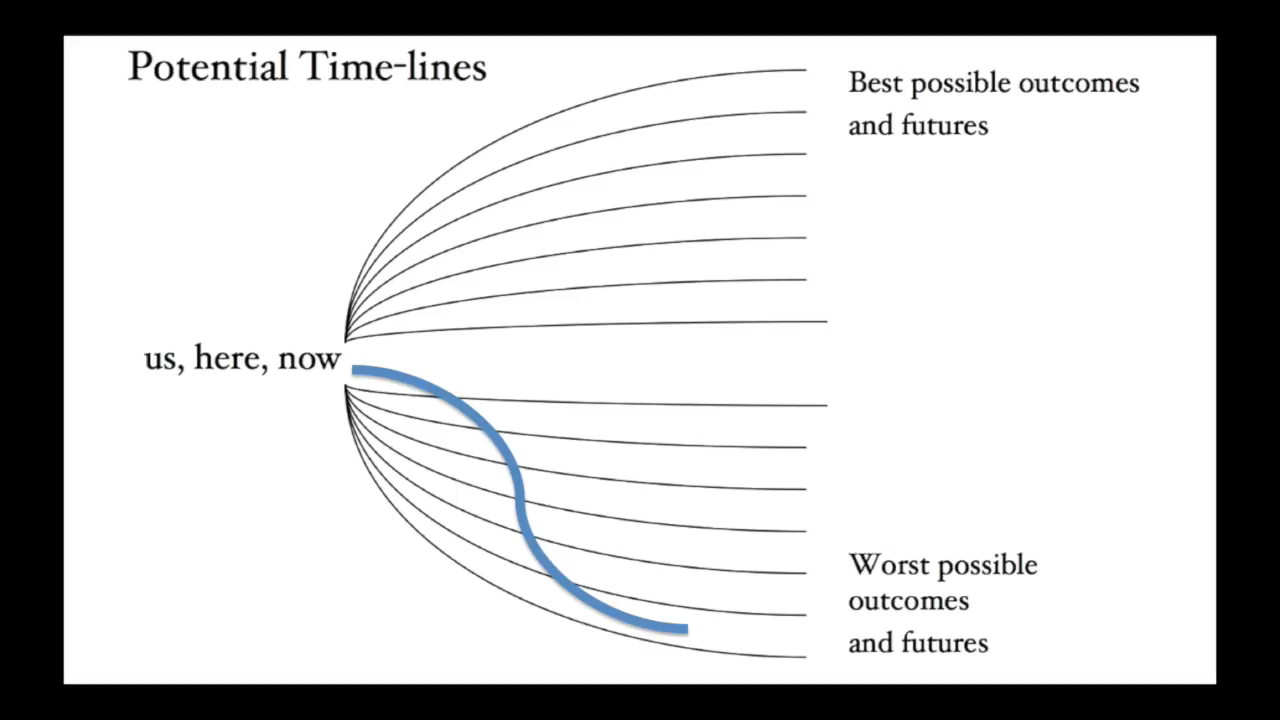 Potential Time-lines
Best possible outcomes
and futures
us, here, now
Worst possible
outcomes
and futures